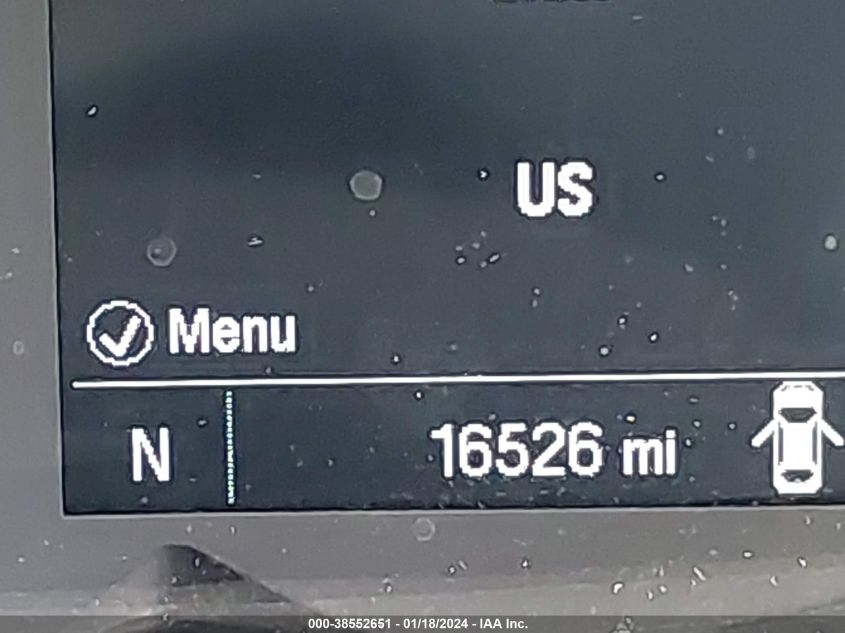 US
Menu
N 16526 mi
000-38552651 - 01/18/2024 - IAA Inc.